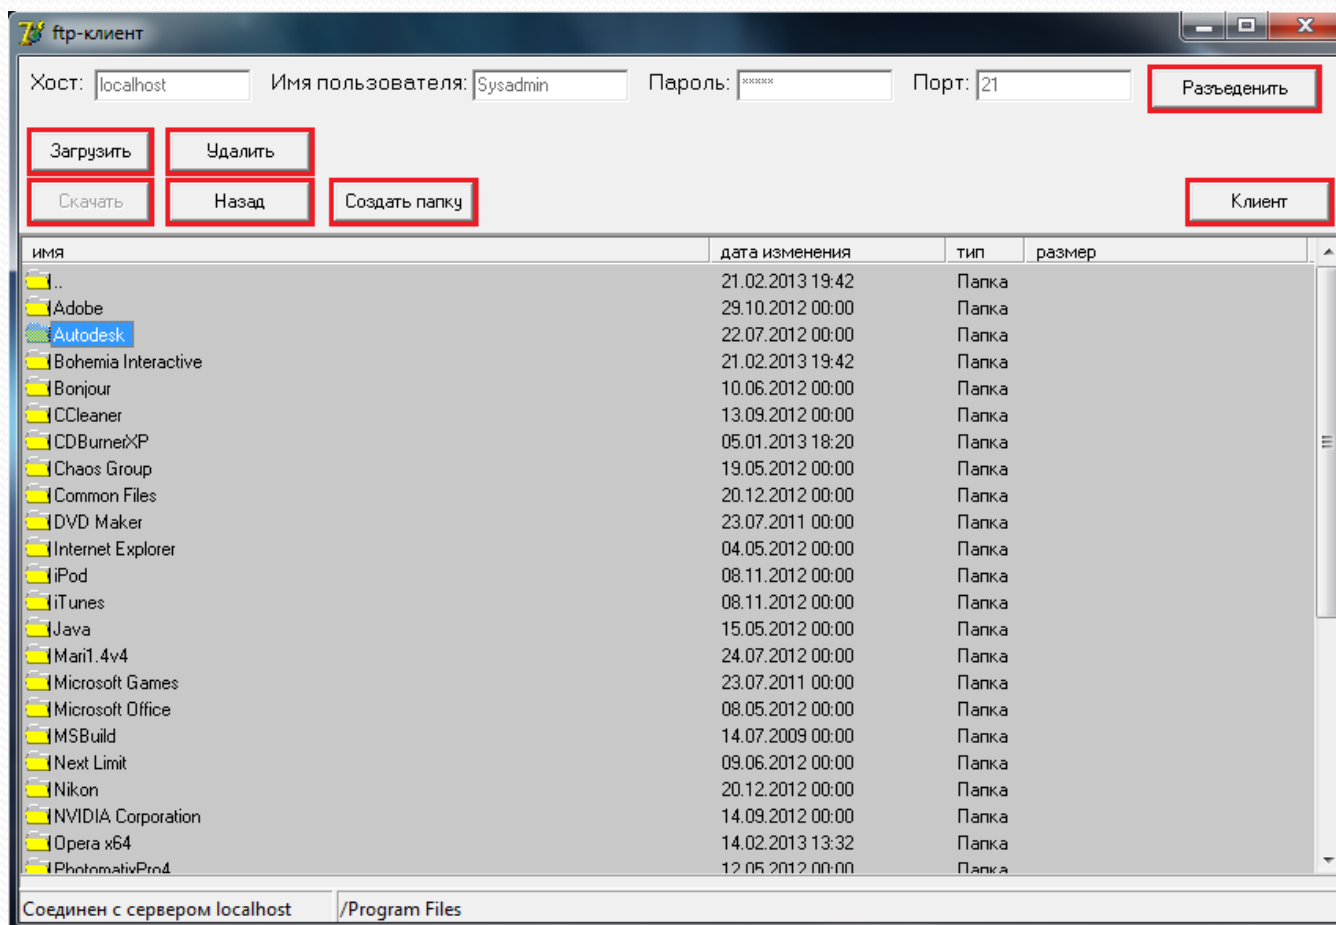 ftp-клиент
Хост: localhost Имя пользователя: Sysadmin Пароль: ***** Порт: 21 Разъеденить
Загрузить Удалить
Скачать Назад Создать папку Клиент
имя дата изменения тип размер
.. 21.02.2013 19:42 Папка
Adobe 29.10.2012 00:00 Папка
Autodesk 22.07.2012 00:00 Папка
Bohemia Interactive 21.02.2013 19:42 Папка
Bonjour 10.06.2012 00:00 Папка
CCleaner 13.09.2012 00:00 Папка
CDBurnerXP 05.01.2013 18:20 Папка
Chaos Group 19.05.2012 00:00 Папка
Common Files 20.12.2012 00:00 Папка
DVD Maker 23.07.2011 00:00 Папка
Internet Explorer 04.05.2012 00:00 Папка
iPod 08.11.2012 00:00 Папка
iTunes 08.11.2012 00:00 Папка
Java 15.05.2012 00:00 Папка
Mari1.4v4 24.07.2012 00:00 Папка
Microsoft Games 23.07.2011 00:00 Папка
Microsoft Office 08.05.2012 00:00 Папка
MSBuild 14.07.2009 00:00 Папка
Next Limit 09.06.2012 00:00 Папка
Nikon 20.12.2012 00:00 Папка
NVIDIA Corporation 14.09.2012 00:00 Папка
Opera x64 14.02.2013 13:32 Папка
PhotomatixPro4 12.05.2012 00:00 Папка
Соединен с сервером localhost /Program Files